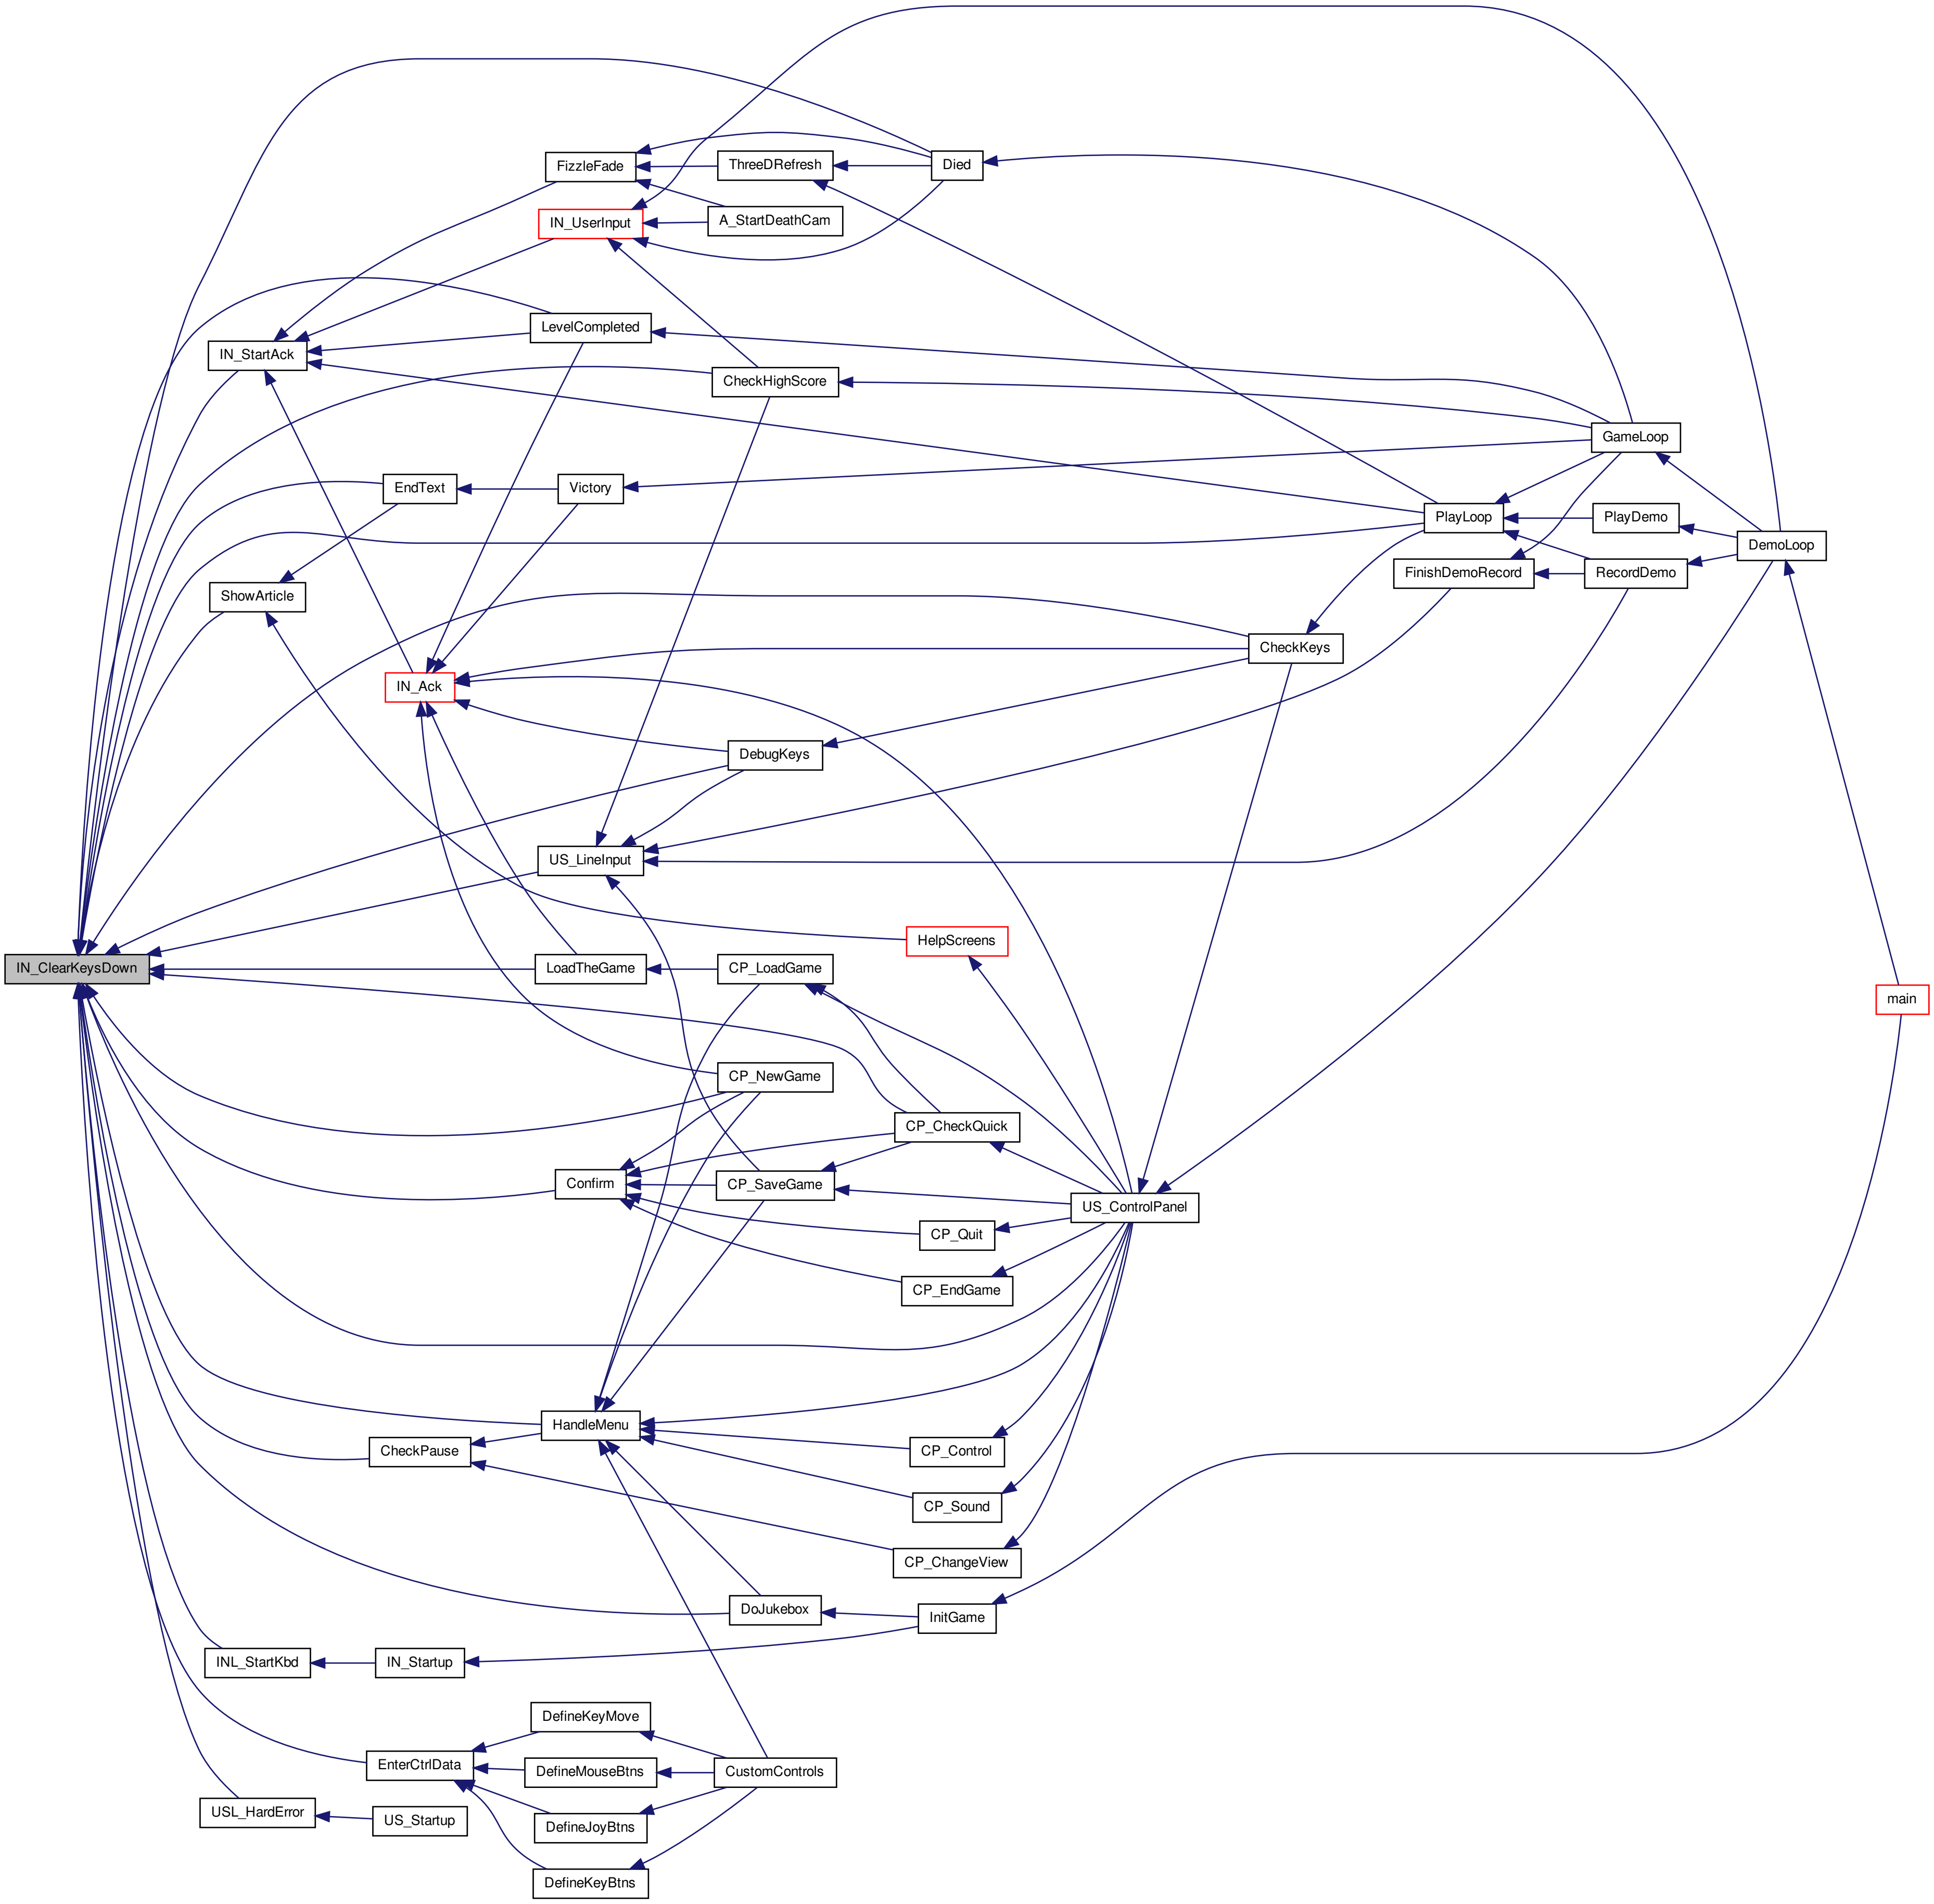 FizzleFade
ThreeDRefresh
Died
IN_UserInput
A_StartDeathCam
LevelCompleted
IN_StartAck
CheckHighScore
GameLoop
EndText
Victory
PlayLoop
PlayDemo
DemoLoop
FinishDemoRecord
RecordDemo
ShowArticle
CheckKeys
IN_Ack
DebugKeys
US_LineInput
HelpScreens
IN_ClearKeysDown
LoadTheGame
CP_LoadGame
main
CP_NewGame
CP_CheckQuick
Confirm
CP_SaveGame
US_ControlPanel
CP_Quit
CP_EndGame
HandleMenu
CheckPause
CP_Control
CP_Sound
CP_ChangeView
DoJukebox
InitGame
INL_StartKbd
IN_Startup
DefineKeyMove
EnterCtrlData
DefineMouseBtns
CustomControls
USL_HardError
US_Startup
DefineJoyBtns
DefineKeyBtns